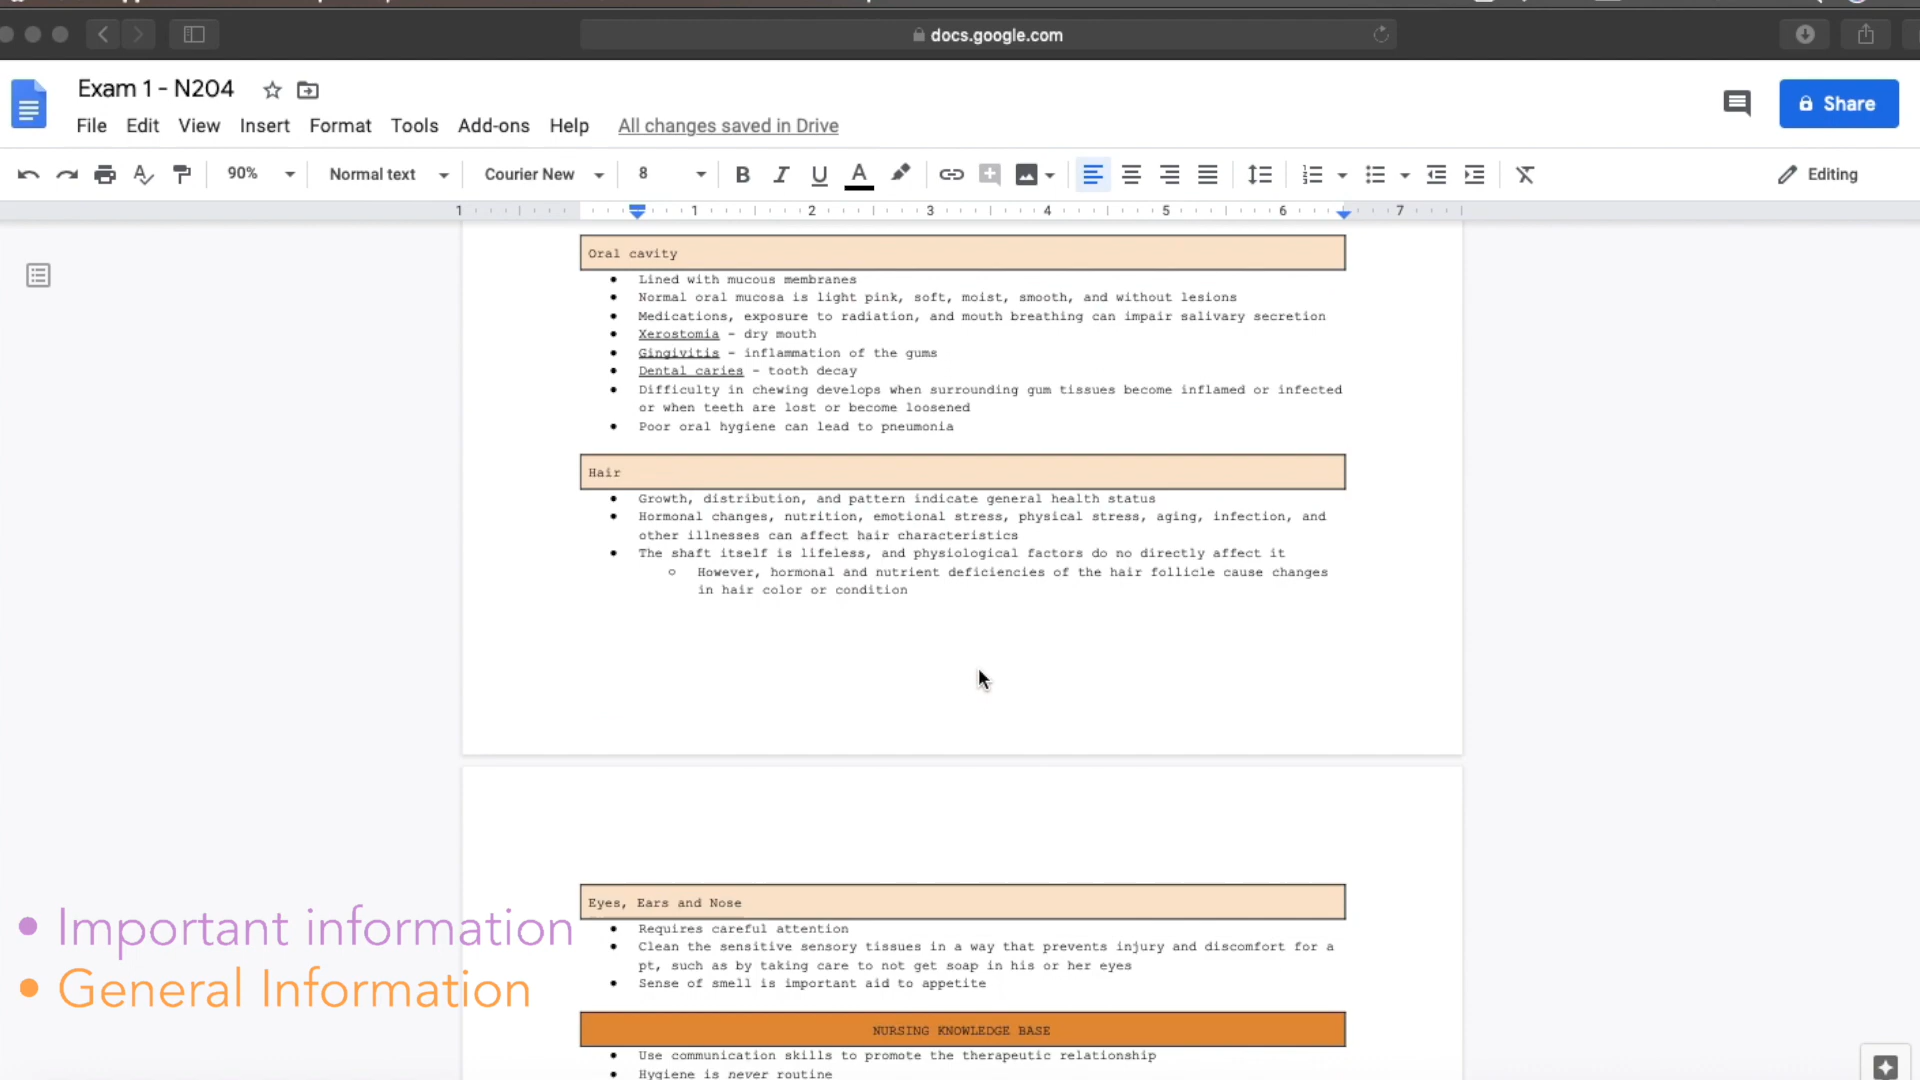 docs.google.com
Exam 1 - N204
Share
File Edit View Insert Format Tools Add-ons Help All changes saved in Drive
90% Normal text Courier New 8 B I U A Editing
1 1 2 3 4 5 6 7
Oral cavity
● Lined with mucous membranes
● Normal oral mucosa is light pink, soft, moist, smooth, and without lesions
● Medications, exposure to radiation, and mouth breathing can impair salivary secretion
● Xerostomia - dry mouth
● Gingivitis - inflammation of the gums
● Dental caries - tooth decay
● Difficulty in chewing develops when surrounding gum tissues become inflamed or infected
or when teeth are lost or become loosened
● Poor oral hygiene can lead to pneumonia
Hair
● Growth, distribution, and pattern indicate general health status
● Hormonal changes, nutrition, emotional stress, physical stress, aging, infection, and
other illnesses can affect hair characteristics
● The shaft itself is lifeless, and physiological factors do no directly affect it
○ However, hormonal and nutrient deficiencies of the hair follicle cause changes
in hair color or condition
Eyes, Ears and Nose
● Requires careful attention
● Clean the sensitive sensory tissues in a way that prevents injury and discomfort for a
pt, such as by taking care to not get soap in his or her eyes
● Sense of smell is important aid to appetite
NURSING KNOWLEDGE BASE
● Use communication skills to promote the therapeutic relationship
● Hygiene is never routine
• Important information
• General Information